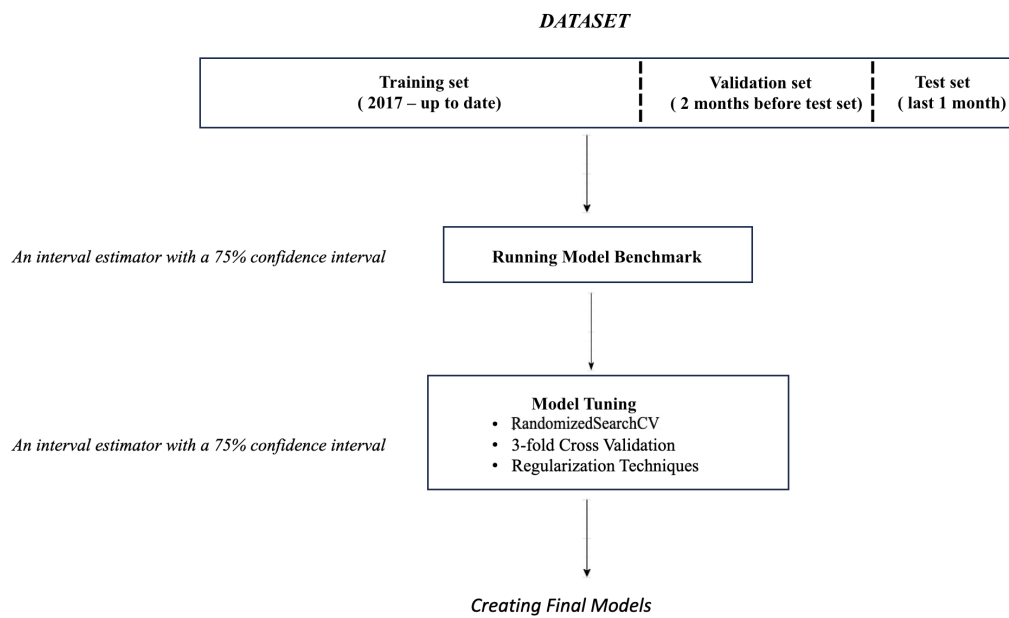 DATASET
Training set
( 2017 – up to date)
Validation set
( 2 months before test set)
Test set
( last 1 month)
An interval estimator with a 75% confidence interval
Running Model Benchmark
Model Tuning
• RandomizedSearchCV
An interval estimator with a 75% confidence interval
• 3-fold Cross Validation
• Regularization Techniques
Creating Final Models